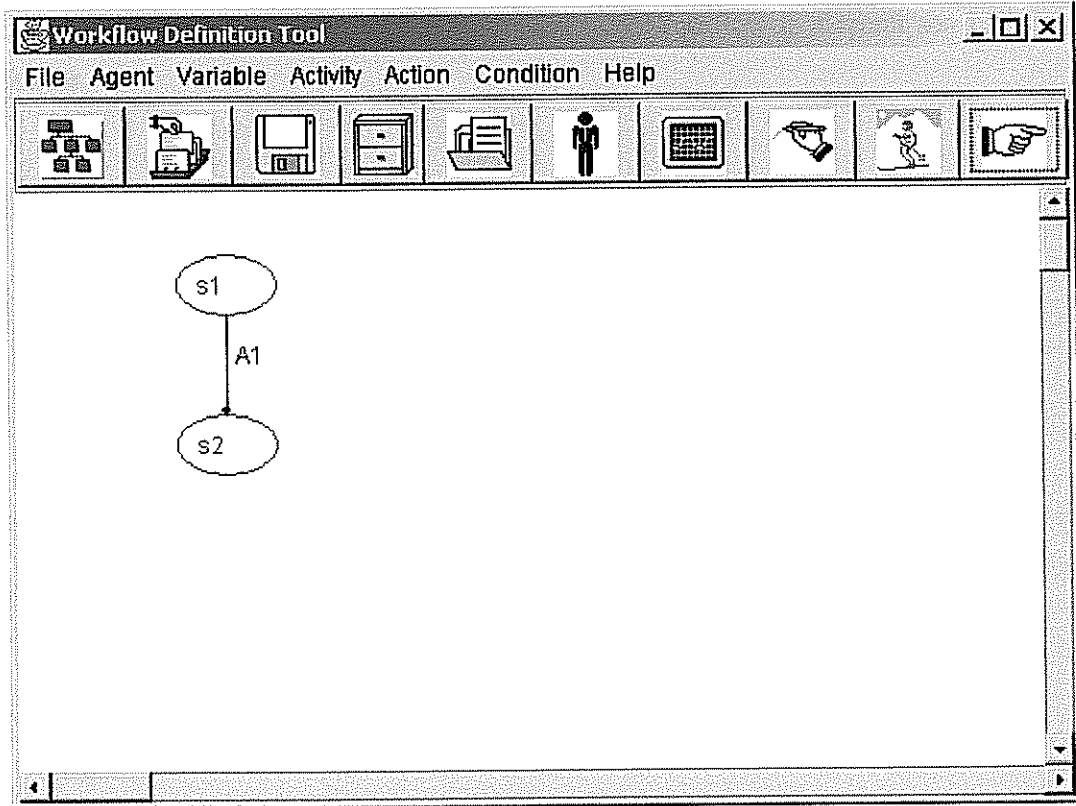 Workflow Definition Tool
File Agent Variable Activity Action Condition Help
s1
A1
s2